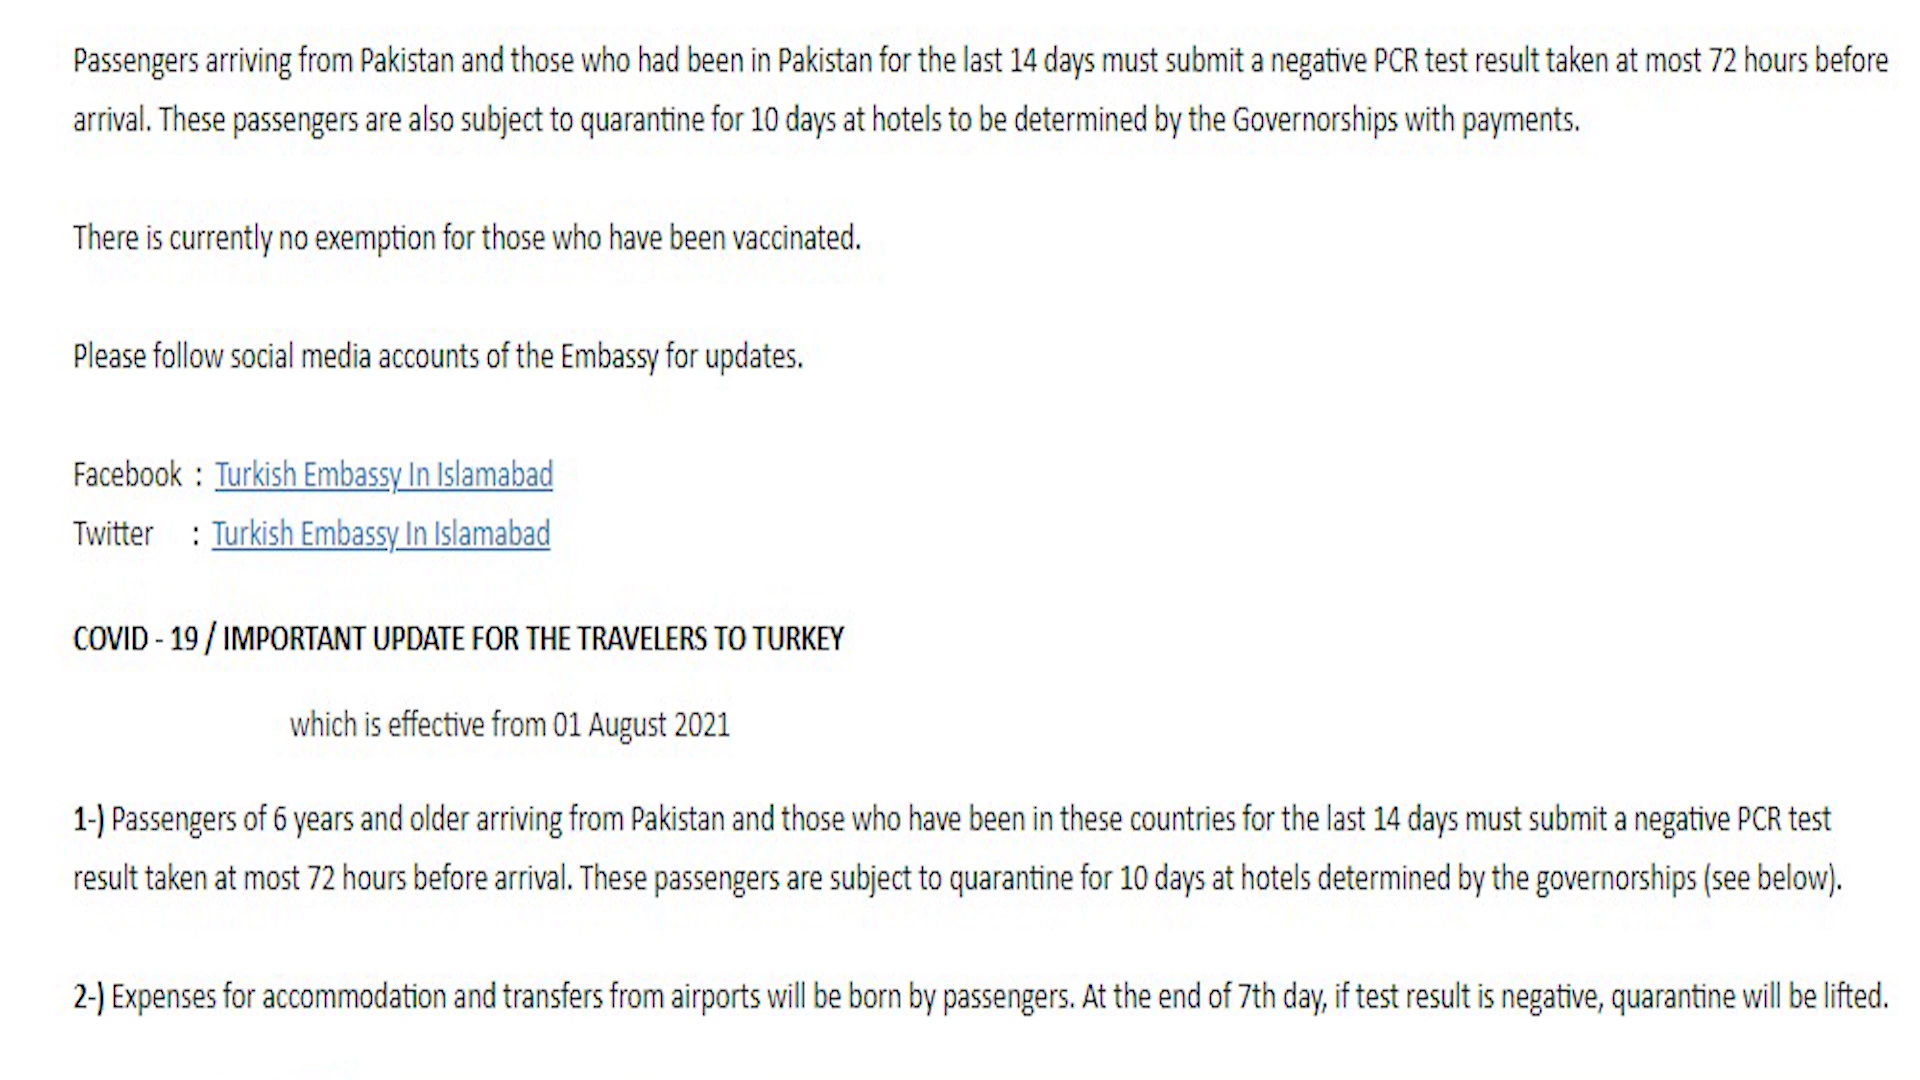 Passengers arriving from Pakistan and those who had been in Pakistan for the last 14 days must submit a negative PCR test result taken at most 72 hours before
arrival. These passengers are also subject to quarantine for 10 days at hotels to be determined by the Governorships with payments.
There is currently no exemption for those who have been vaccinated.
Please follow social media accounts of the Embassy for updates.
Facebook : Turkish Embassy In Islamabad
Twitter : Turkish Embassy In Islamabad
COVID - 19 / IMPORTANT UPDATE FOR THE TRAVELERS TO TURKEY
which is effective from 01 August 2021
1-) Passengers of 6 years and older arriving from Pakistan and those who have been in these countries for the last 14 days must submit a negative PCR test
result taken at most 72 hours before arrival. These passengers are subject to quarantine for 10 days at hotels determined by the governorships (see below).
2-) Expenses for accommodation and transfers from airports will be born by passengers. At the end of 7th day, if test result is negative, quarantine will be lifted.